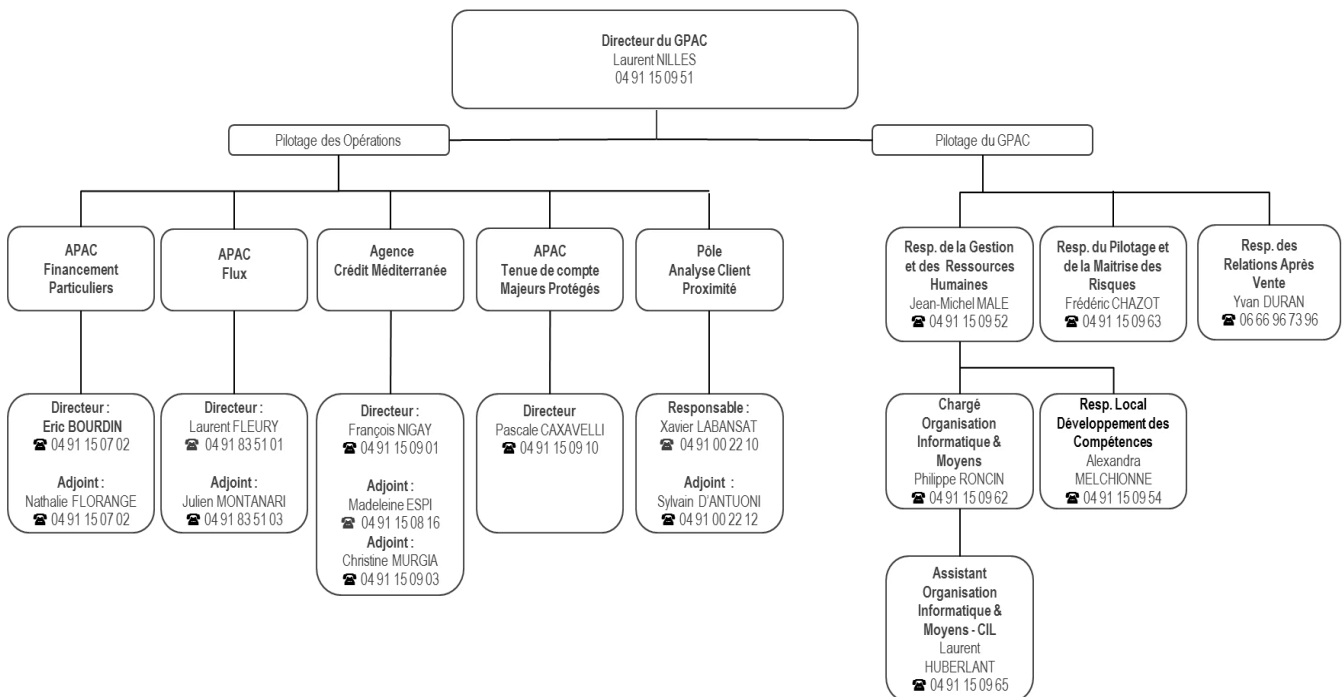 Directeur du GPAC
Laurent NILLES
04 91 15 09 51
Pilotage des Opérations
Pilotage du GPAC
APAC
Financement
Particuliers
APAC
Flux
Agence
Crédit Méditerranée
APAC
Tenue de compte
Majeurs Protégés
Pôle
Analyse Client
Proximité
Resp. de la Gestion
et des Ressources
Humaines
Jean-Michel MALE
☎ 04 91 15 09 52
Resp. du Pilotage et
de la Maitrise des
Risques
Frédéric CHAZOT
☎ 04 91 15 09 63
Resp. des
Relations Après
Vente
Yvan DURAN
☎ 06 66 96 73 96
Directeur :
Eric BOURDIN
☎ 04 91 15 07 02
Adjoint :
Nathalie FLORANGE
☎ 04 91 15 07 02
Directeur :
Laurent FLEURY
☎ 04 91 83 51 01
Adjoint :
Julien MONTANARI
☎ 04 91 83 51 03
Directeur :
François NIGAY
☎ 04 91 15 09 01
Adjoint :
Madeleine ESPI
☎ 04 91 15 08 16
Adjoint :
Christine MURGIA
☎ 04 91 15 09 03
Directeur
Pascale CAXAVELLI
☎ 04 91 15 09 10
Responsable :
Xavier LABANSAT
☎ 04 91 00 22 10
Adjoint :
Sylvain D'ANTUONI
☎ 04 91 00 22 12
Chargé
Organisation
Informatique &
Moyens
Philippe RONCIN
☎ 04 91 15 09 62
Resp. Local
Développement des
Compétences
Alexandra
MELCHIONNE
☎ 04 91 15 09 54
Assistant
Organisation
Informatique &
Moyens - CIL
Laurent
HUBERLANT
☎ 04 91 15 09 65